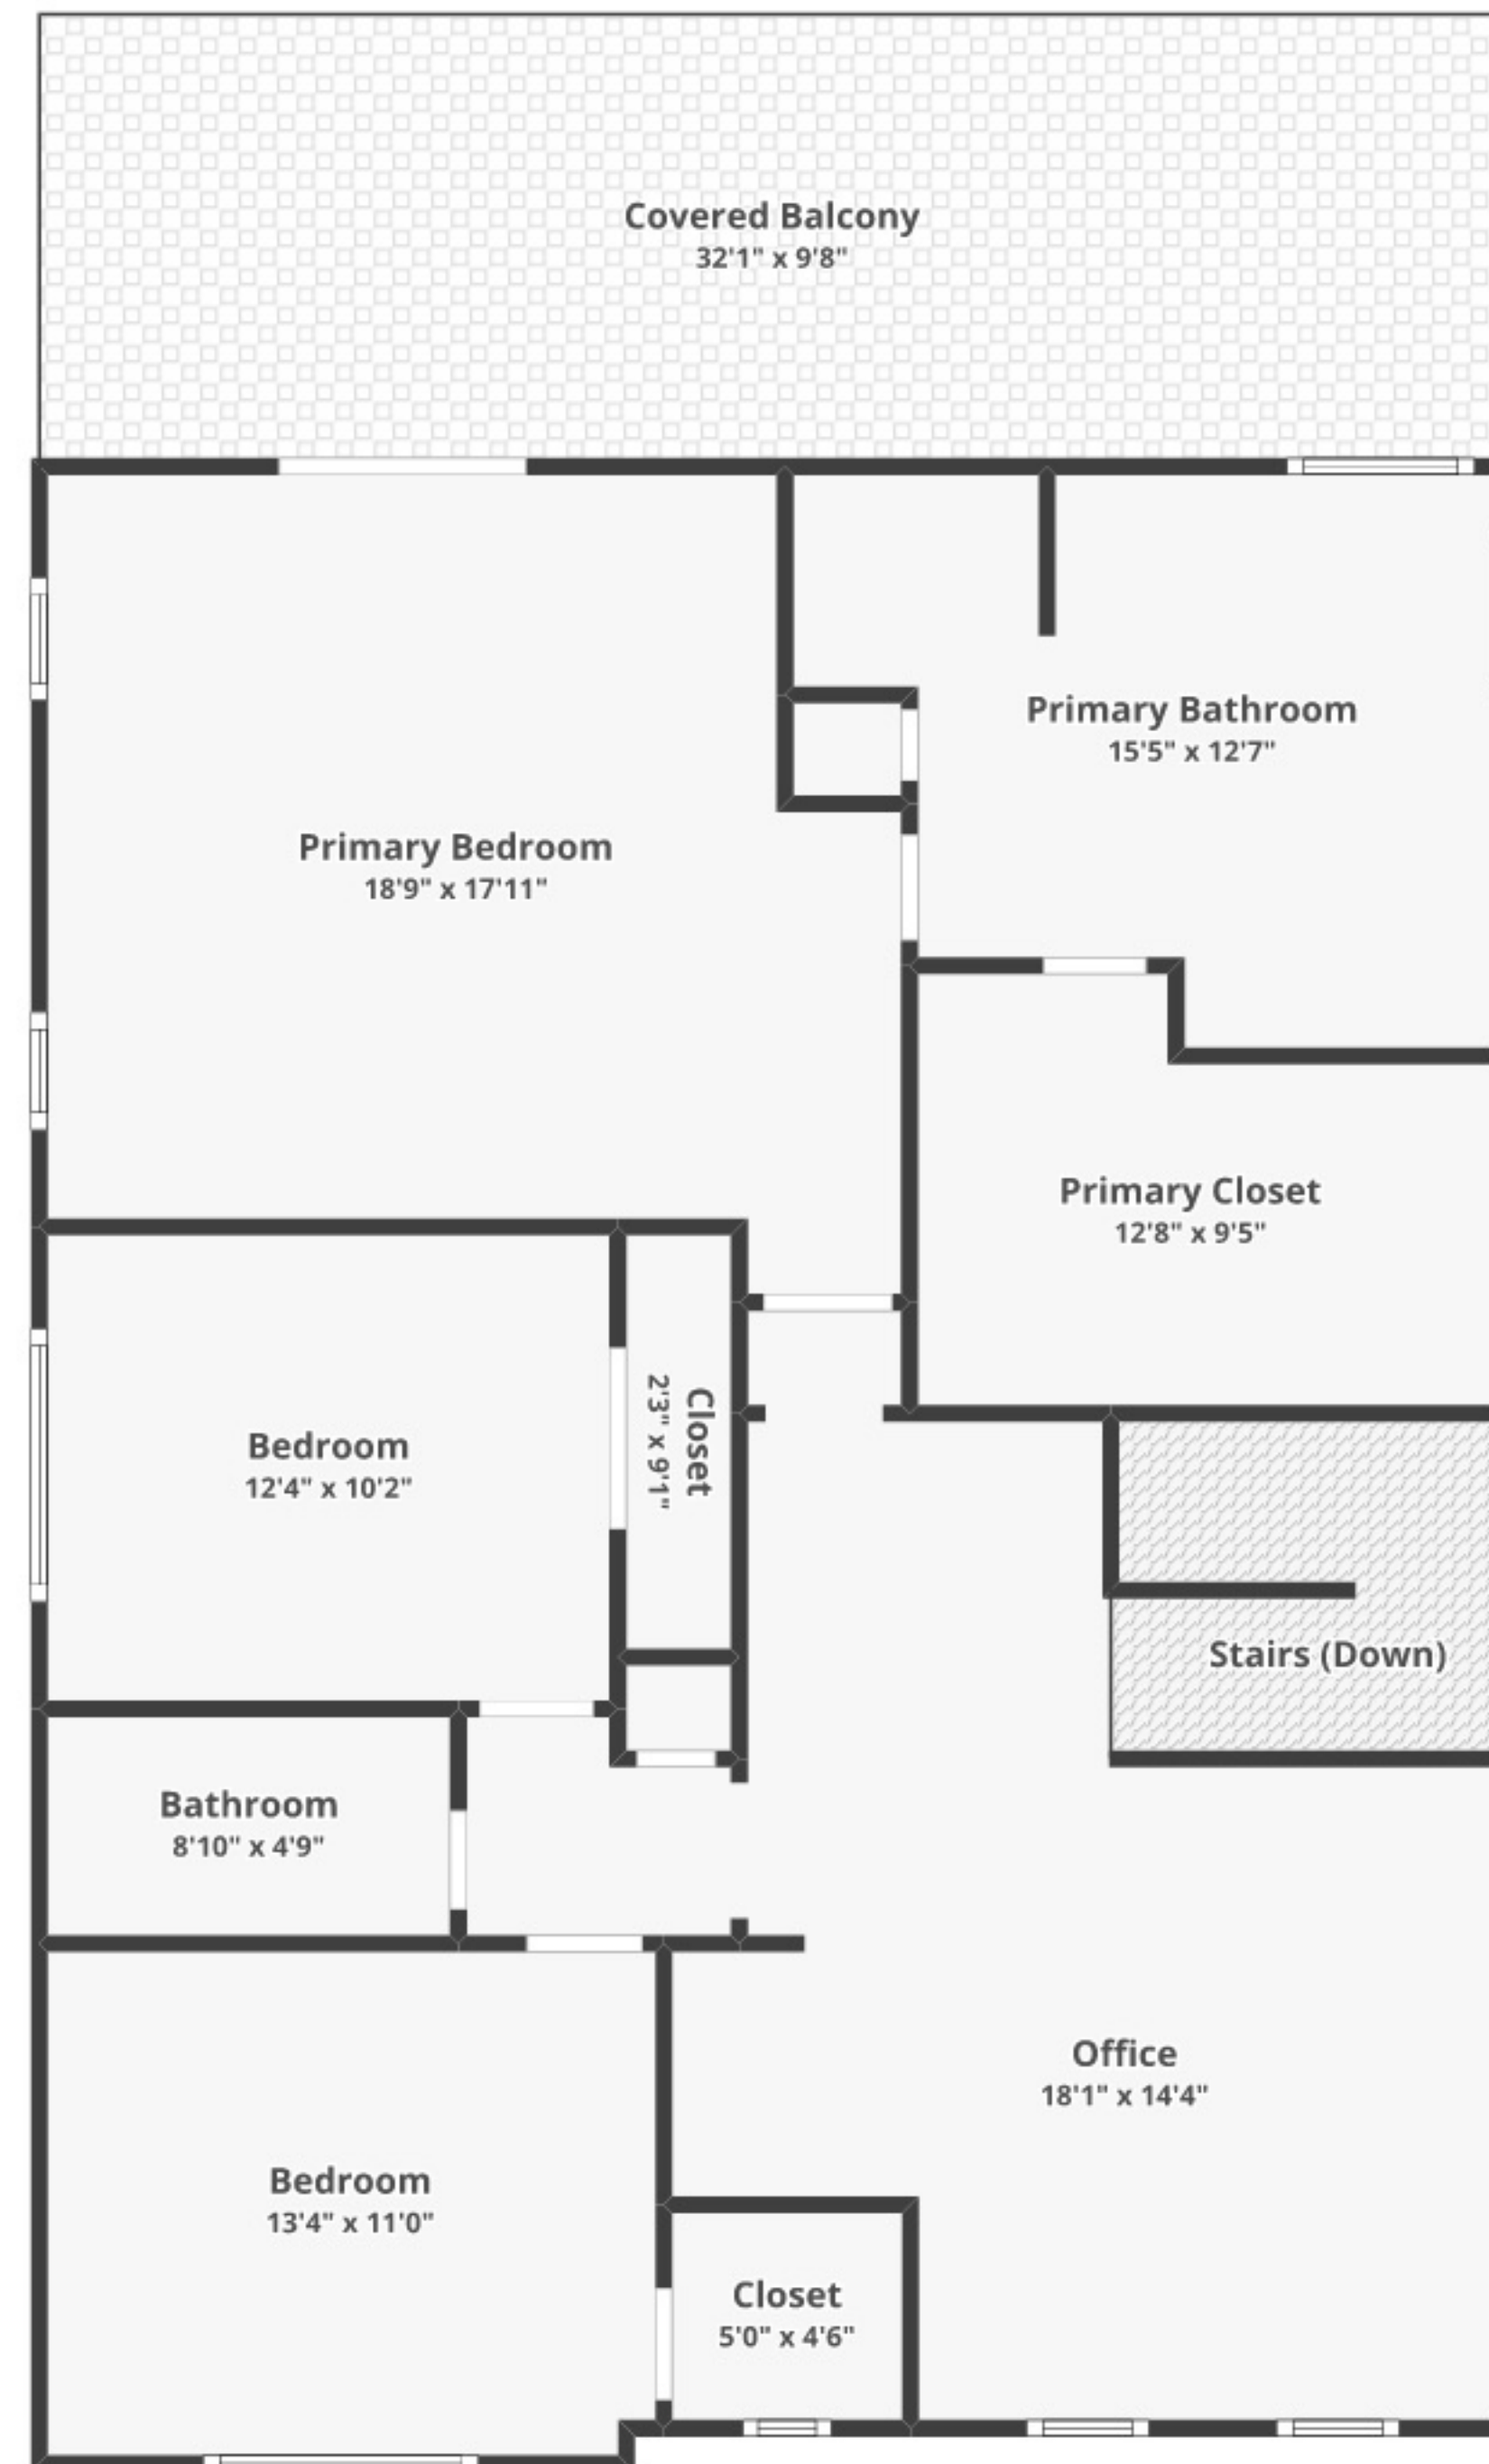 Covered Balcony
32'1" x 9'8"
Primary Bathroom
15'5" x 12'7"
Primary Bedroom
18'9" x 17'11"
Primary Closet
12'8" x 9'5"
Closet
2'3" x 9'1"
Bedroom
12'4" x 10'2"
Stairs (Down)
Bathroom
8'10" x 4'9"
Office
18'1" x 14'4"
Bedroom
13'4" x 11'0"
Closet
5'0" x 4'6"